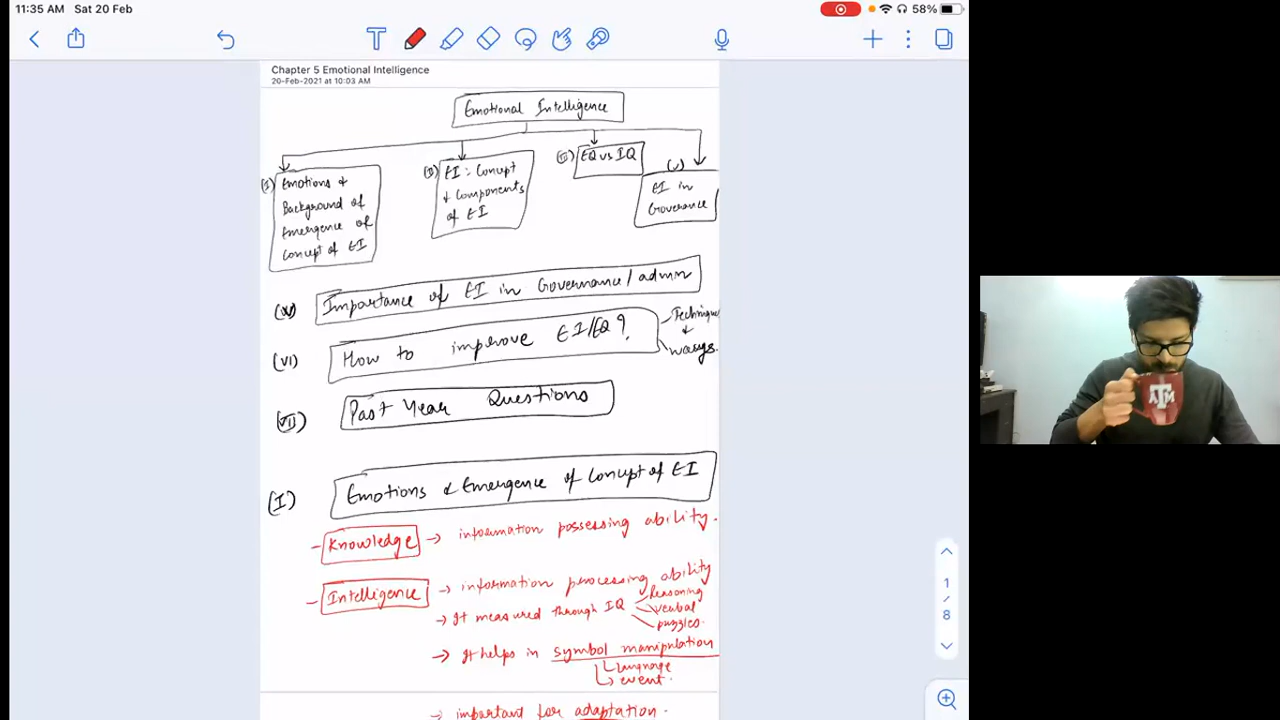 11:35 AM Sat 20 Feb
58%
Chapter 5 Emotional Intelligence
20-Feb-2021 at 10:03 AM
Emotional Intelligence
(I) Emotions & Background of Emergence of Concept of EI
(II) EI = Concept & Components of EI
(III) EQ vs IQ
(IV) EI in Governance
(V) Importance of EI in Governance/admn
(VI) How to improve EI/EQ?
Techniques & ways.
(VII) Past Year Questions
(I) Emotions & Emergence of Concept of EI
- Knowledge → information possessing ability.
- Intelligence → information processing ability
→ It measured through IQ
Reasoning
verbal
puzzles.
→ It helps in symbol manipulation
language
→ event.
→ important for adaptation.
1
/
8
ATM